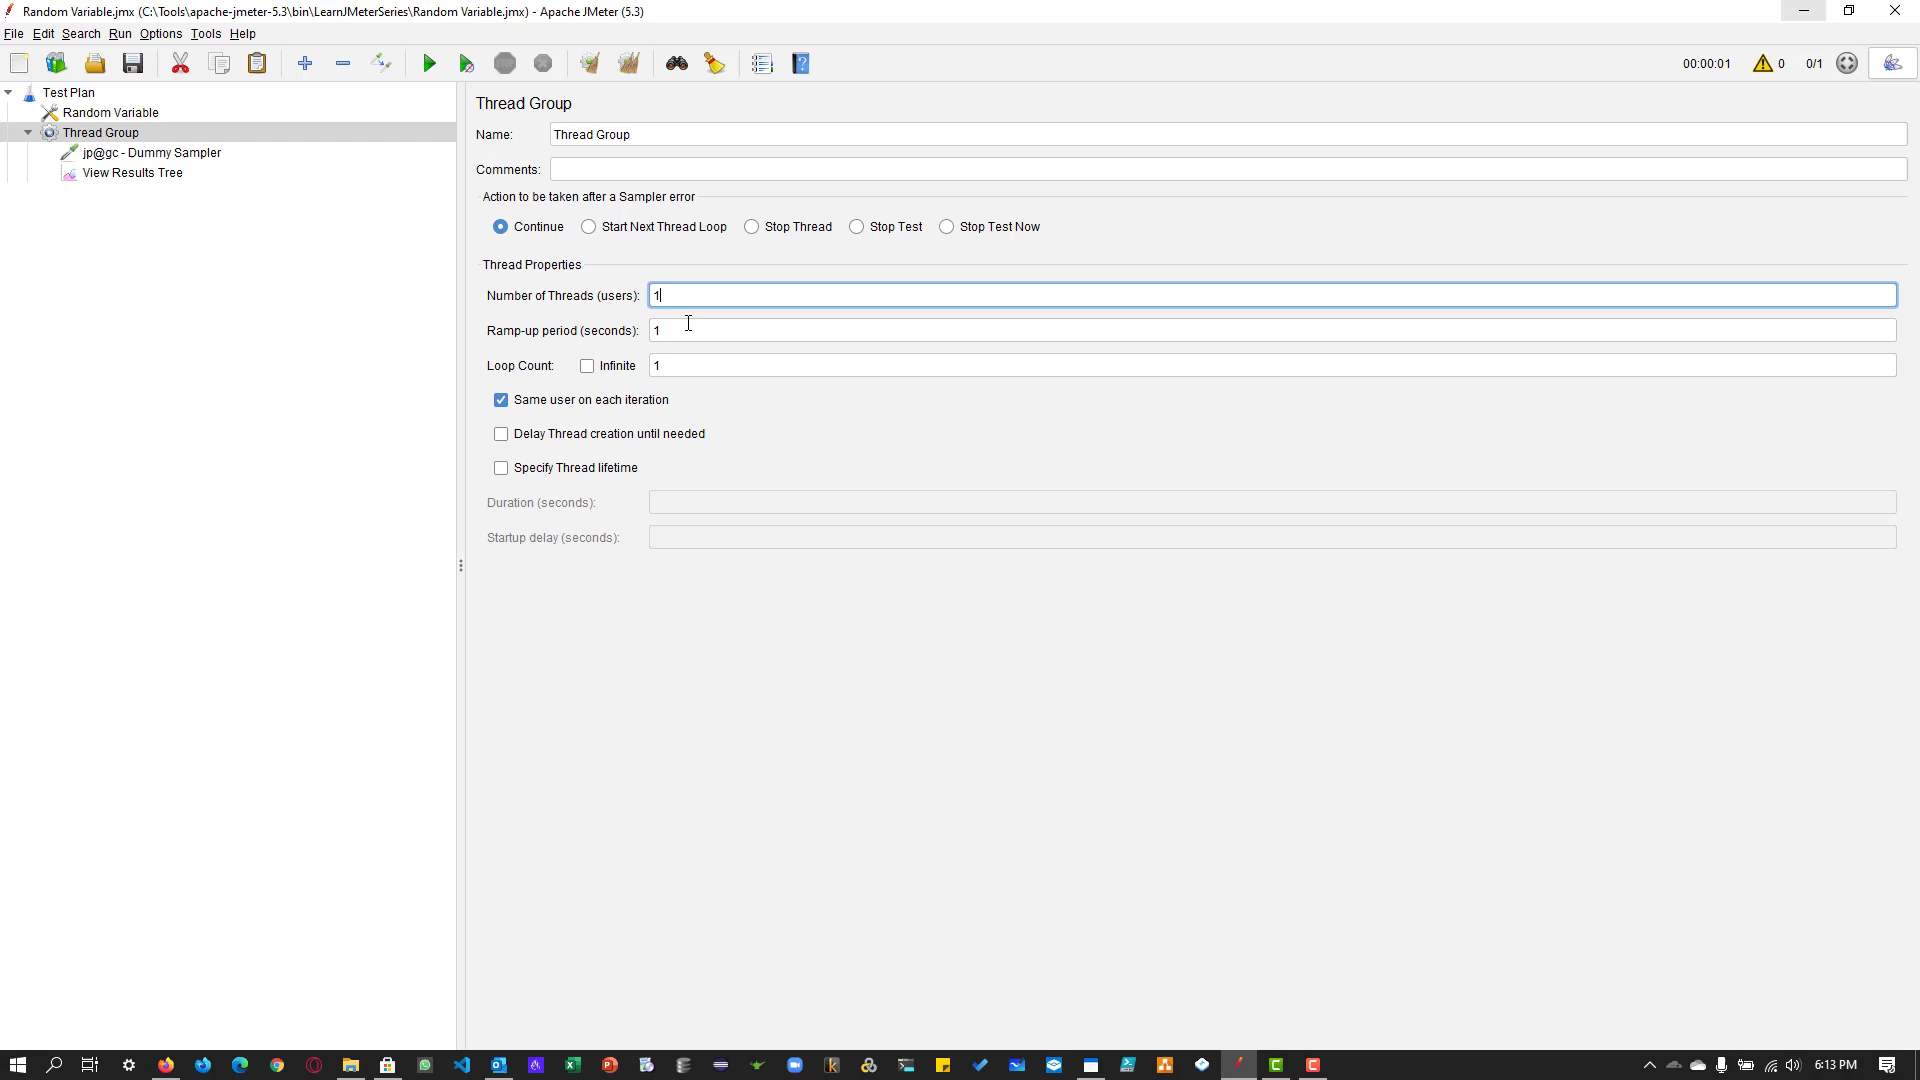 Random Variable.jmx (C:\Tools\apache-jmeter-5.3\bin\LearnJMeterSeries\Random Variable.jmx) - Apache JMeter (5.3)
File Edit Search Run Options Tools Help
00:00:01 0 0/1
Test Plan
Random Variable
Thread Group
jp@gc - Dummy Sampler
View Results Tree
Thread Group
Name: Thread Group
Comments:
Action to be taken after a Sampler error
Continue Start Next Thread Loop Stop Thread Stop Test Stop Test Now
Thread Properties
Number of Threads (users): 1
Ramp-up period (seconds): 1
Loop Count: Infinite 1
Same user on each iteration
Delay Thread creation until needed
Specify Thread lifetime
Duration (seconds):
Startup delay (seconds):
6:13 PM